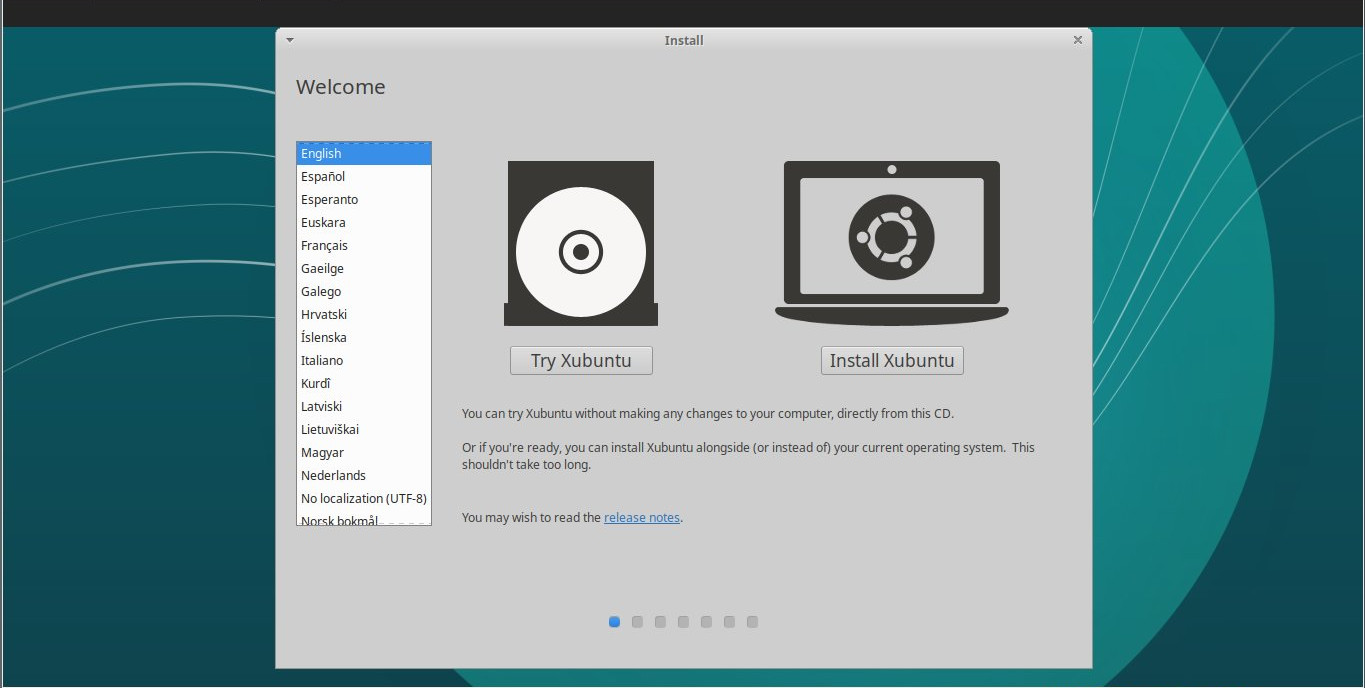 Install
Welcome
English
Español
Esperanto
Euskara
Français
Gaeilge
Galego
Hrvatski
Íslenska
Italiano
Kurdî
Latviski
Lietuviškai
Magyar
Nederlands
No localization (UTF-8)
Norsk bokmål
Try Xubuntu
Install Xubuntu
You can try Xubuntu without making any changes to your computer, directly from this CD.
Or if you're ready, you can install Xubuntu alongside (or instead of) your current operating system.  This
shouldn't take too long.
You may wish to read the release notes.